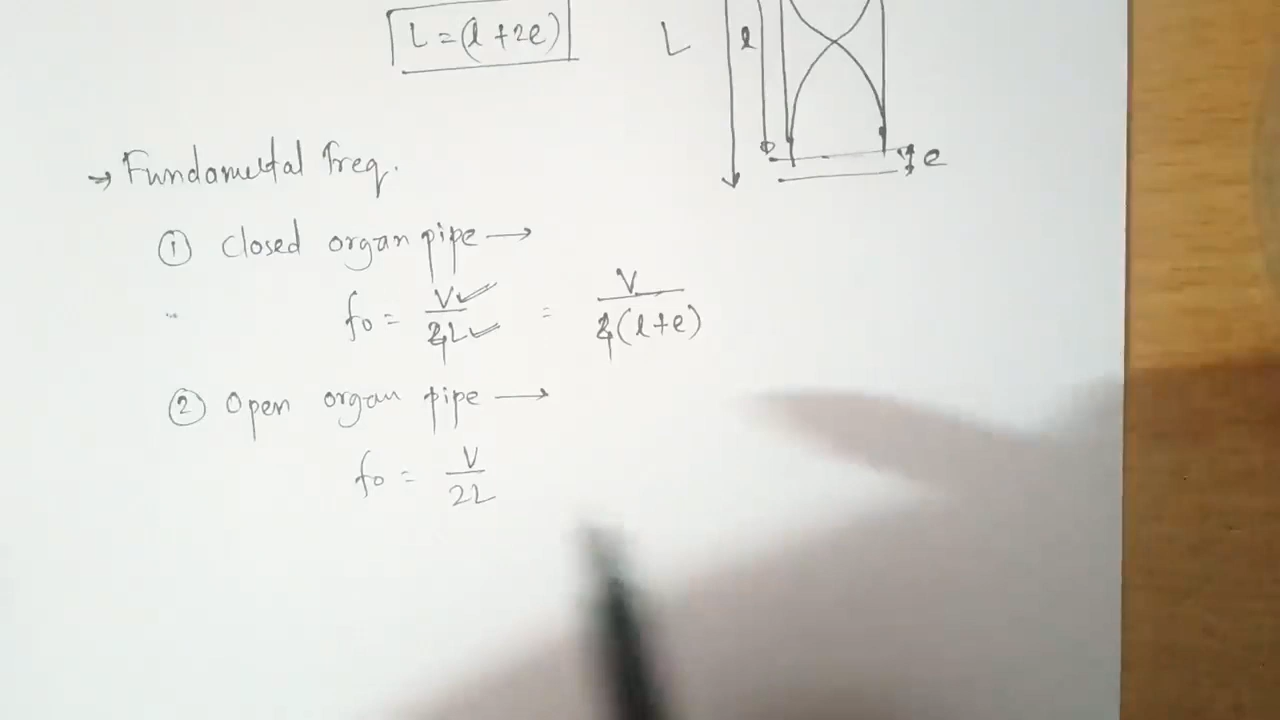 L = (l + 2e)
L l
e
→ Fundamental freq.
① Closed organ pipe →
f₀ = V/4L = V/4(l+e)
② Open organ pipe →
f₀ = V/2L